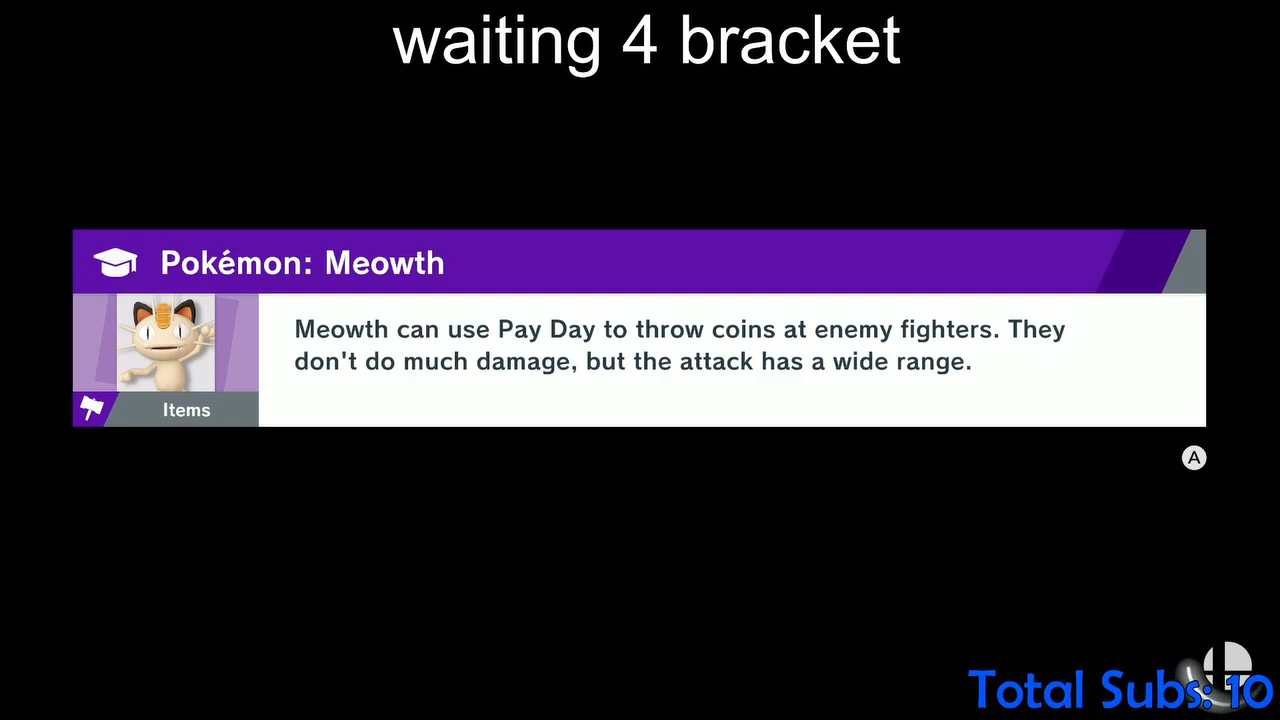 waiting 4 bracket
Pokémon: Meowth
Meowth can use Pay Day to throw coins at enemy fighters. They
don't do much damage, but the attack has a wide range.
Items
A
Total Subs: 10